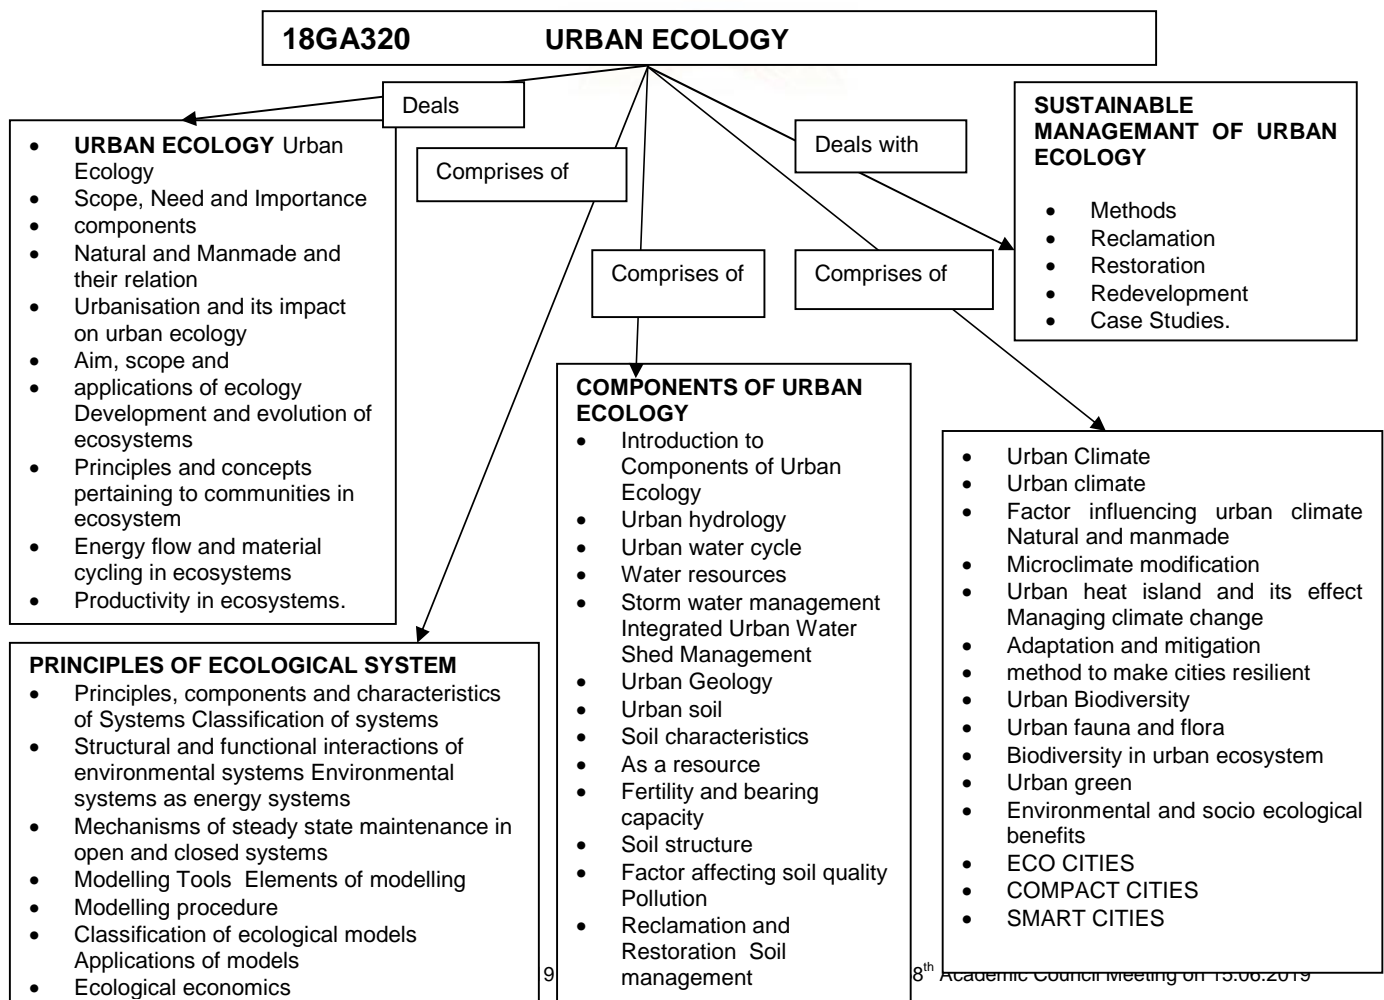 18GA320 URBAN ECOLOGY
Deals
Comprises of
Comprises of
Deals with
Comprises of
• URBAN ECOLOGY Urban
Ecology
• Scope, Need and Importance
• components
• Natural and Manmade and
their relation
• Urbanisation and its impact
on urban ecology
• Aim, scope and
• applications of ecology
Development and evolution of
ecosystems
• Principles and concepts
pertaining to communities in
ecosystem
• Energy flow and material
cycling in ecosystems
• Productivity in ecosystems.
SUSTAINABLE
MANAGEMANT OF URBAN
ECOLOGY
• Methods
• Reclamation
• Restoration
• Redevelopment
• Case Studies.
PRINCIPLES OF ECOLOGICAL SYSTEM
• Principles, components and characteristics
of Systems Classification of systems
• Structural and functional interactions of
environmental systems Environmental
systems as energy systems
• Mechanisms of steady state maintenance in
open and closed systems
• Modelling Tools Elements of modelling
• Modelling procedure
• Classification of ecological models
Applications of models
• Ecological economics
COMPONENTS OF URBAN
ECOLOGY
• Introduction to
Components of Urban
Ecology
• Urban hydrology
• Urban water cycle
• Water resources
• Storm water management
Integrated Urban Water
Shed Management
• Urban Geology
• Urban soil
• Soil characteristics
• As a resource
• Fertility and bearing
capacity
• Soil structure
• Factor affecting soil quality
Pollution
• Reclamation and
Restoration Soil
management
• Urban Climate
• Urban climate
• Factor influencing urban climate
Natural and manmade
• Microclimate modification
• Urban heat island and its effect
Managing climate change
• Adaptation and mitigation
• method to make cities resilient
• Urban Biodiversity
• Urban fauna and flora
• Biodiversity in urban ecosystem
• Urban green
• Environmental and socio ecological
benefits
• ECO CITIES
• COMPACT CITIES
• SMART CITIES
9 8th Academic Council Meeting on 15.06.2019